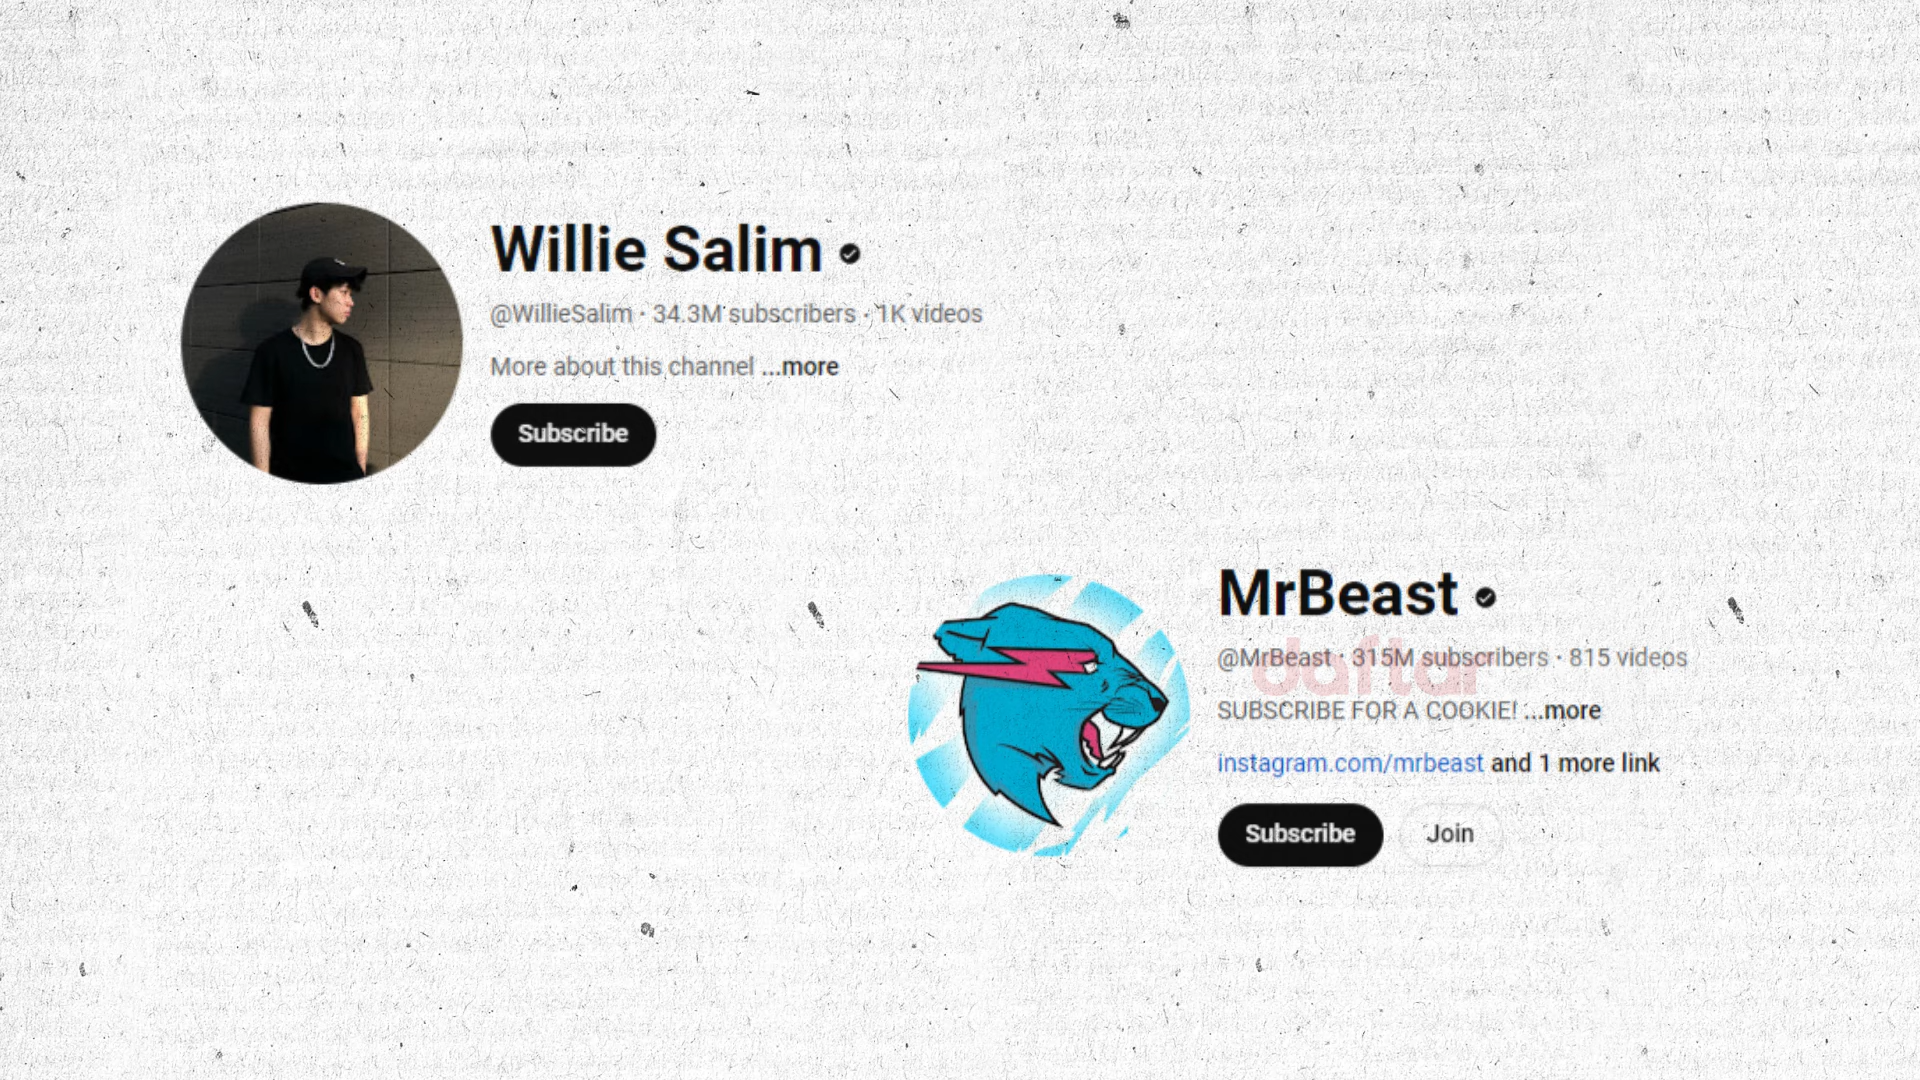 Willie Salim
@WillieSalim · 34.3M subscribers · 1K videos
More about this channel ...more
Subscribe
MrBeast
@MrBeast · 315M subscribers · 815 videos
daftar
SUBSCRIBE FOR A COOKIE! ...more
instagram.com/mrbeast and 1 more link
Subscribe Join